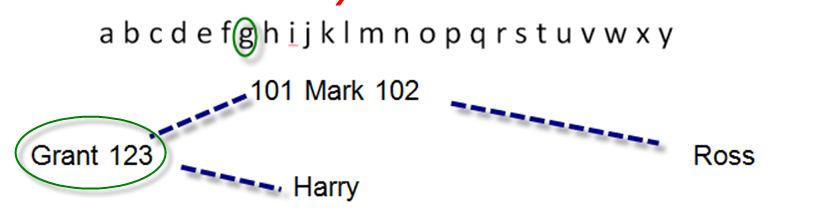 a b c d e f g h i j k l m n o p q r s t u v w x y
101 Mark 102
Grant 123
Ross
Harry